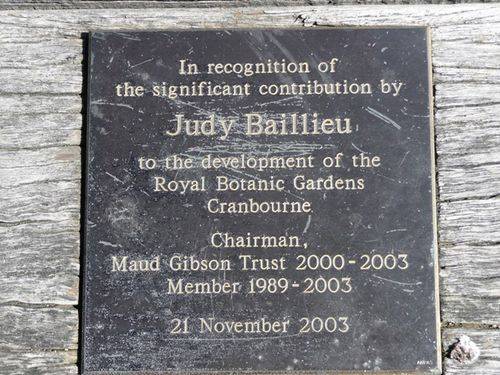 In recognition of
the significant contribution by
Judy Baillieu
to the development of the
Royal Botanic Gardens
Cranbourne
Chairman,
Maud Gibson Trust 2000-2003
Member 1989-2003
21 November 2003